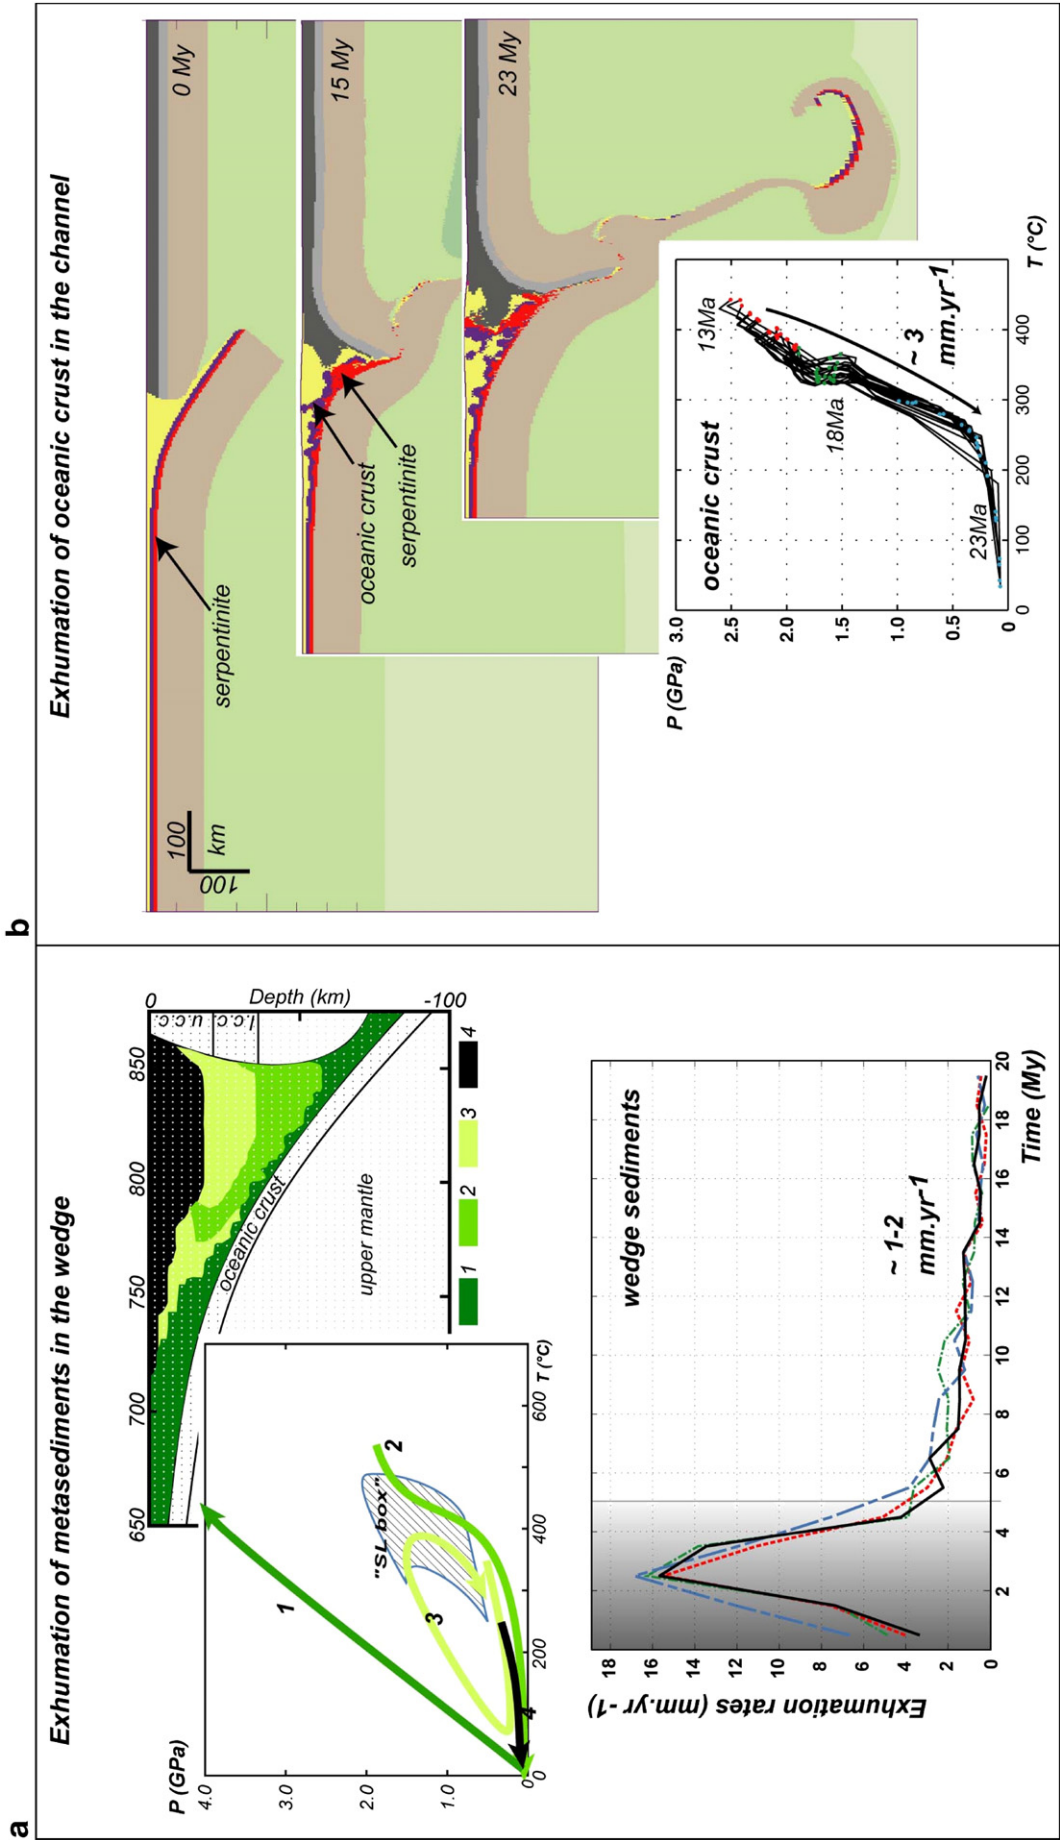 a
Exhumation of metasediments in the wedge
P (GPa)
4.0
3.0
2.0
1.0
0
0
200
400
600
T (°C)
1
2
3
4
"SL box"
650
700
750
800
850
0
Depth (km)
-100
u.c.c
l.c.c
oceanic crust
upper mantle
1
2
3
4
Exhumation rates (mm.yr-1)
18
16
14
12
10
8
6
4
2
0
2
4
6
8
10
12
14
16
18
20
Time (My)
wedge sediments
~ 1-2
mm.yr-1
b
Exhumation of oceanic crust in the channel
100
km
100
serpentinite
0 My
oceanic crust
serpentinite
15 My
23 My
P (GPa)
3.0
2.5
2.0
1.5
1.0
0.5
0
0
100
200
300
400
T (°C)
oceanic crust
13Ma
18Ma
23Ma
~ 3
mm.yr-1